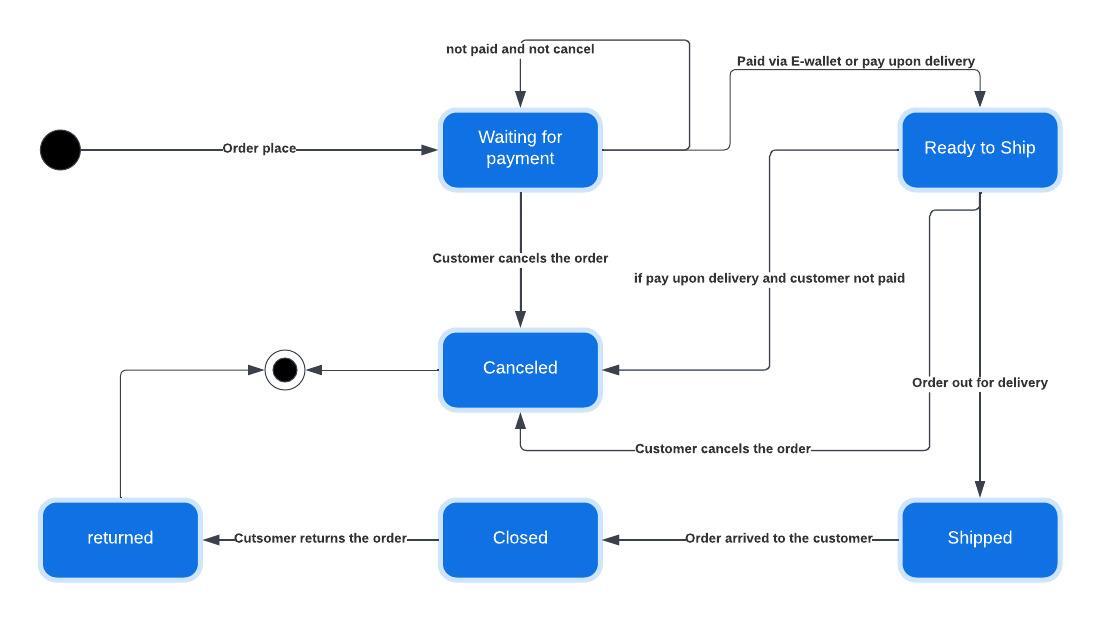 not paid and not cancel
Paid via E-wallet or pay upon delivery
Order place
Waiting for
payment
Ready to Ship
Customer cancels the order
if pay upon delivery and customer not paid
Canceled
Order out for delivery
Customer cancels the order
returned
Cutsomer returns the order
Closed
Order arrived to the customer
Shipped